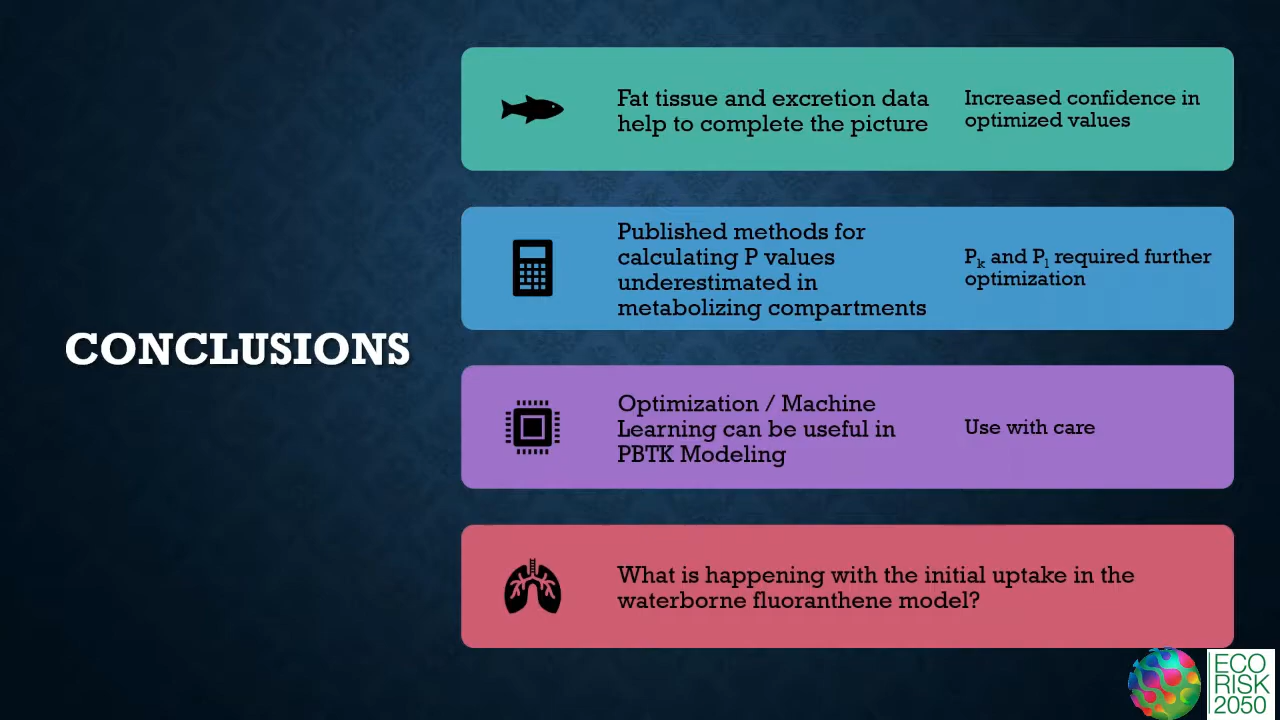 CONCLUSIONS
Fat tissue and excretion data
help to complete the picture
Increased confidence in
optimized values
Published methods for
calculating P values
underestimated in
metabolizing compartments
Pₖ and Pₗ required further
optimization
Optimization / Machine
Learning can be useful in
PBTK Modeling
Use with care
What is happening with the initial uptake in the
waterborne fluoranthene model?
ECO
RISK
2050